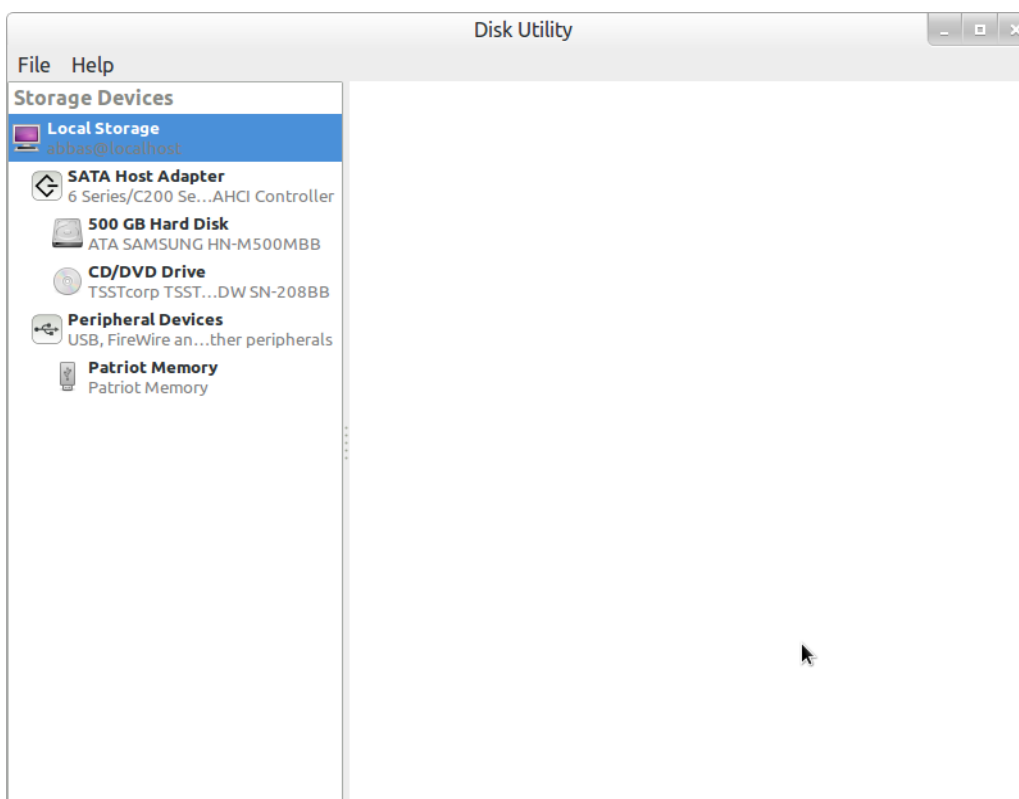 Disk Utility
File Help
Storage Devices
Local Storage
abbas@localhost
SATA Host Adapter
6 Series/C200 Se...AHCI Controller
500 GB Hard Disk
ATA SAMSUNG HN-M500MBB
CD/DVD Drive
TSSTcorp TSST...DW SN-208BB
Peripheral Devices
USB, FireWire an...ther peripherals
Patriot Memory
Patriot Memory